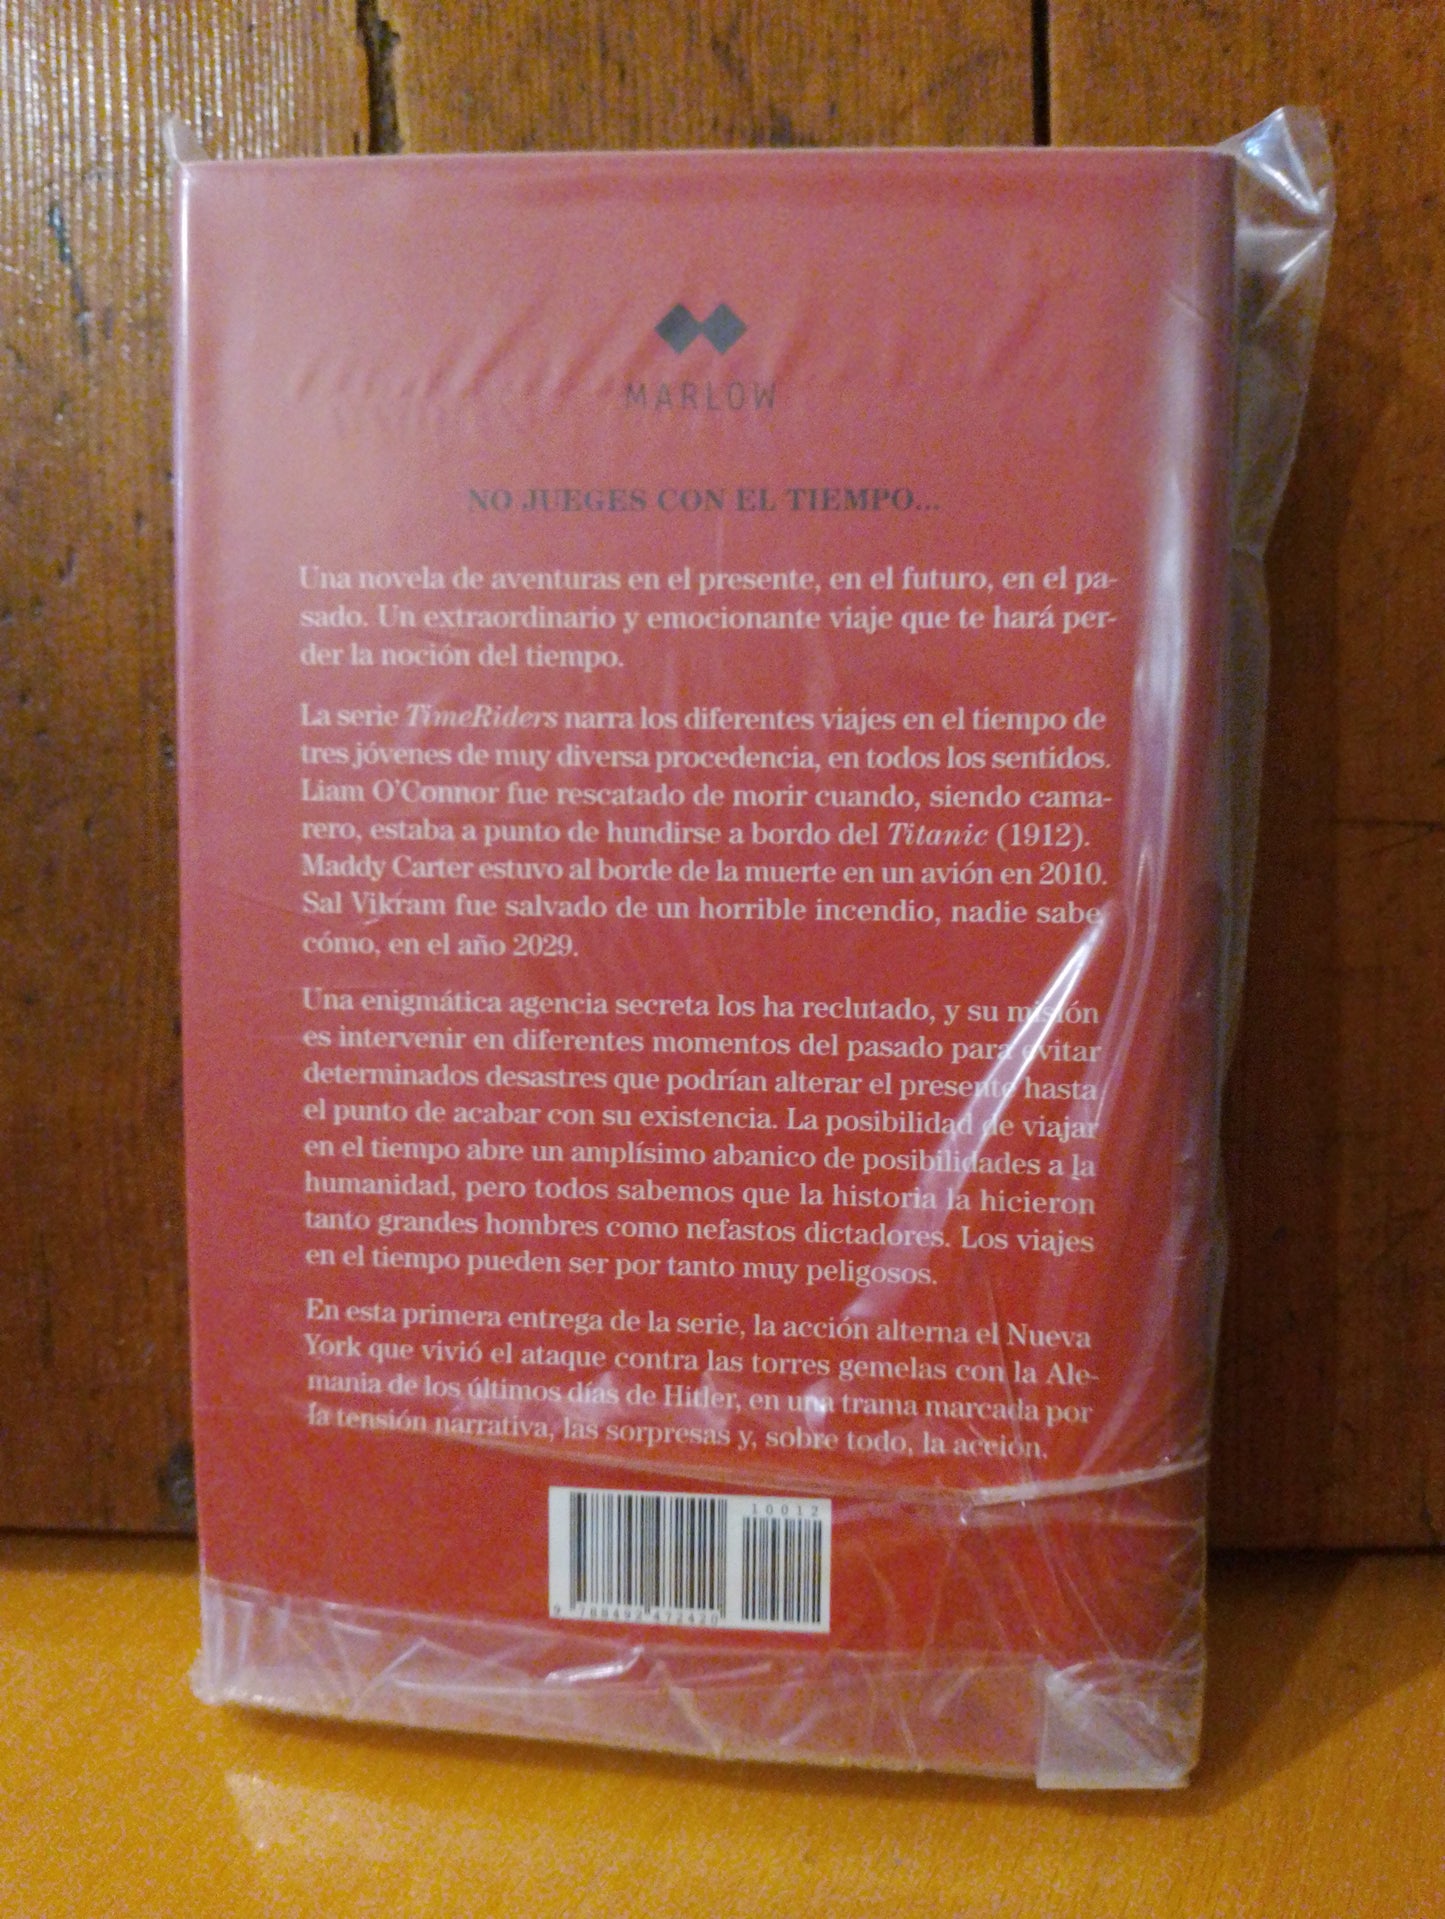 MARLOW
NO JUEGES CON EL TIEMPO...
Una novela de aventuras en el presente, en el futuro, en el pa-
sado. Un extraordinario y emocionante viaje que te hará per-
der la noción del tiempo.
La serie TimeRiders narra los diferentes viajes en el tiempo de
tres jóvenes de muy diversa procedencia, en todos los sentidos.
Liam O'Connor fue rescatado de morir cuando, siendo cama-
rero, estaba a punto de hundirse a bordo del Titanic (1912).
Maddy Carter estuvo al borde de la muerte en un avión en 2010.
Sal Vikram fue salvado de un horrible incendio, nadie sabe
cómo, en el año 2029.
Una enigmática agencia secreta los ha reclutado, y su misión
es intervenir en diferentes momentos del pasado para evitar
determinados desastres que podrían alterar el presente hasta
el punto de acabar con su existencia. La posibilidad de viajar
en el tiempo abre un amplísimo abanico de posibilidades a la
humanidad, pero todos sabemos que la historia la hicieron
tanto grandes hombres como nefastos dictadores. Los viajes
en el tiempo pueden ser por tanto muy peligosos.
En esta primera entrega de la serie, la acción alterna el Nueva
York que vivió el ataque contra las torres gemelas con la Ale-
mania de los últimos días de Hitler, en una trama marcada por
la tensión narrativa, las sorpresas y, sobre todo, la acción.
10012
9 788492 472420